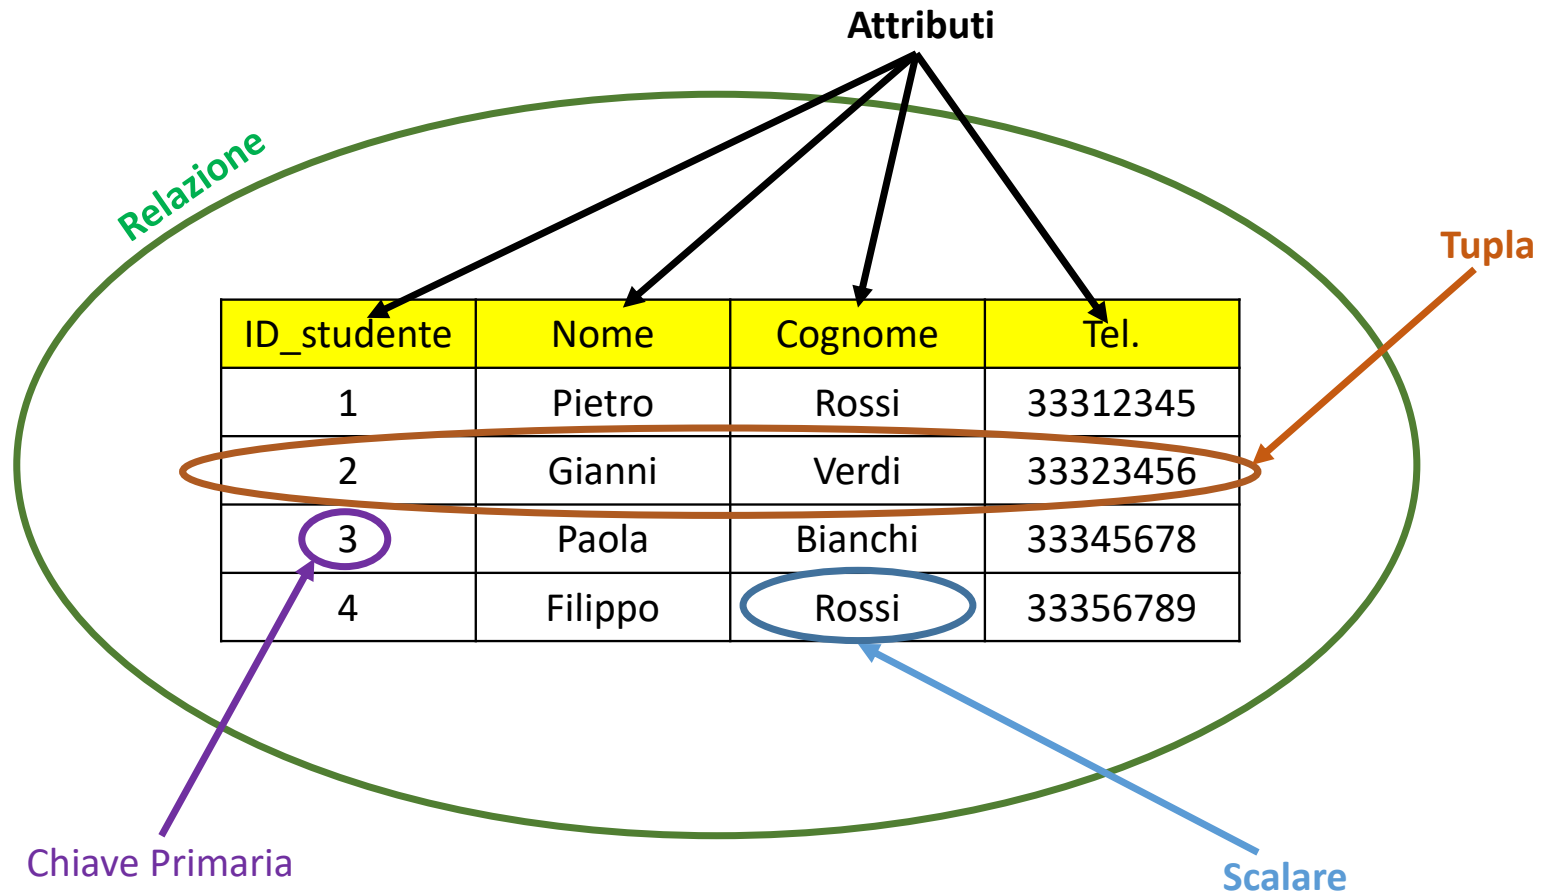 Attributi
Relazione
Tupla
ID_studente Nome Cognome Tel.
1 Pietro Rossi 33312345
2 Gianni Verdi 33323456
3 Paola Bianchi 33345678
4 Filippo Rossi 33356789
Chiave Primaria
Scalare